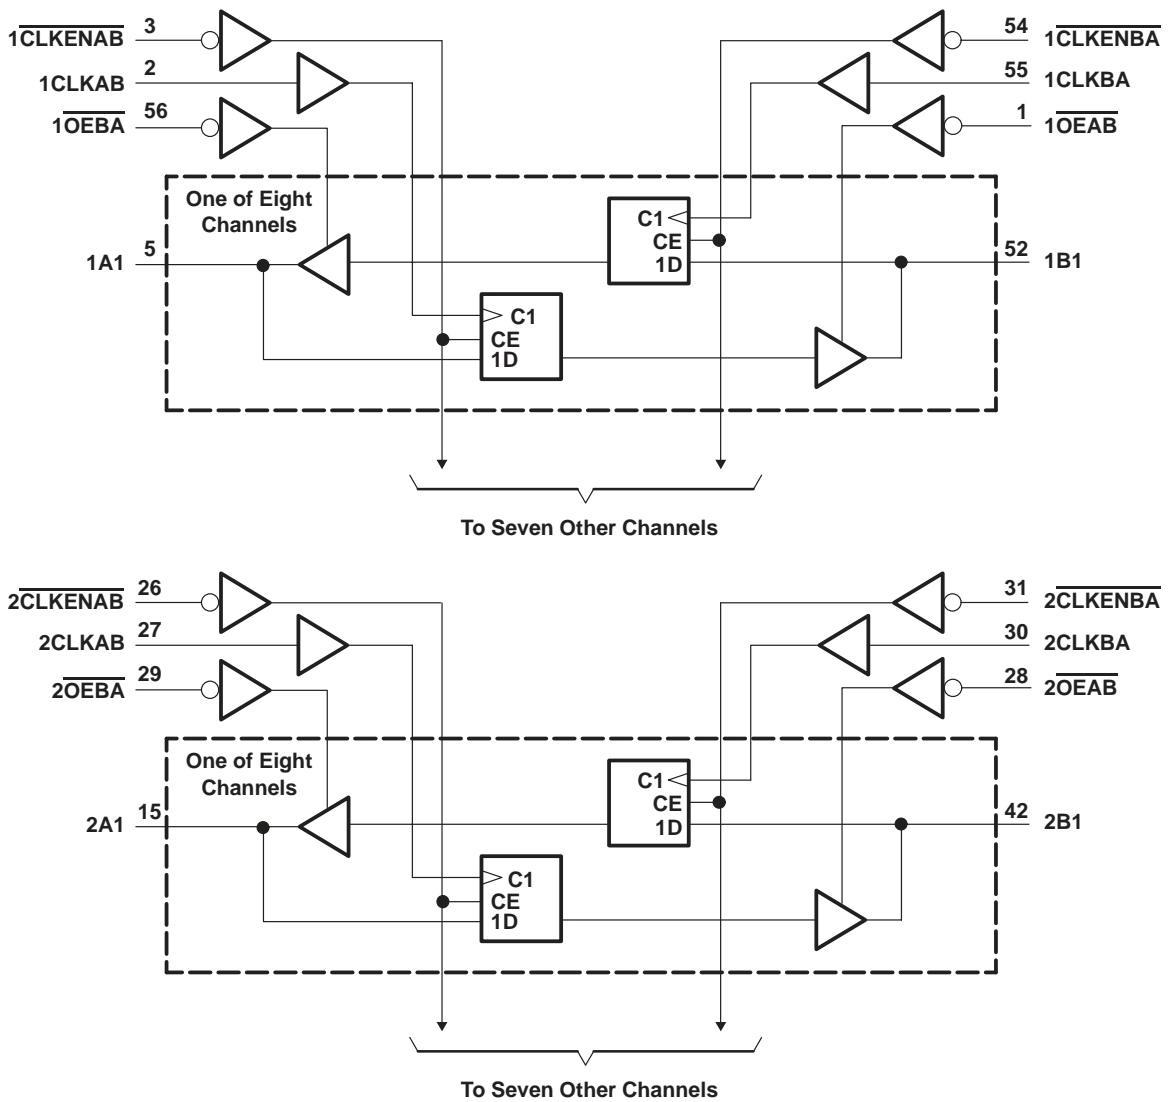 1CLKENAB 3
1CLKAB 2
1OEBA 56
54 1CLKENBA
55 1CLKBA
1 1OEAB
One of Eight
Channels
1A1 5
C1
CE
1D
52 1B1
C1
CE
1D
To Seven Other Channels
2CLKENAB 26
2CLKAB 27
2OEBA 29
31 2CLKENBA
30 2CLKBA
28 2OEAB
One of Eight
Channels
2A1 15
C1
CE
1D
42 2B1
C1
CE
1D
To Seven Other Channels